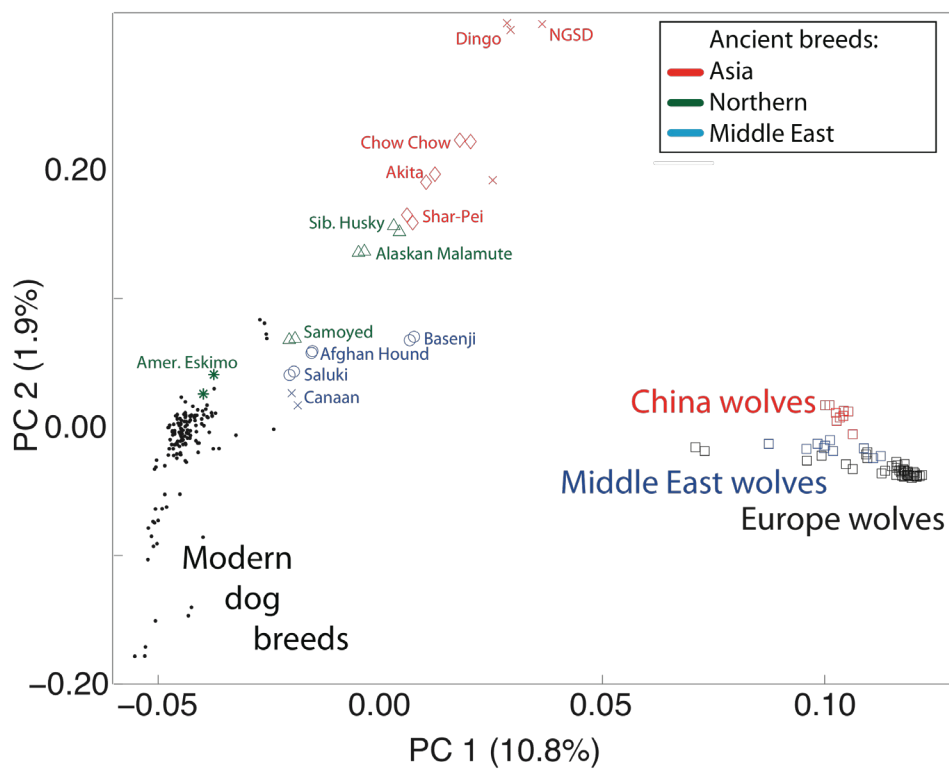 Dingo
NGSD
Ancient breeds:
Asia
Northern
Middle East
Chow Chow
0.20
Akita
Sib. Husky
Shar-Pei
Alaskan Malamute
Samoyed
Basenji
Amer. Eskimo
Afghan Hound
Saluki
Canaan
China wolves
0.00
Middle East wolves
Europe wolves
Modern
dog
breeds
−0.20
−0.05
0.00
0.05
0.10
PC 1 (10.8%)
PC 2 (1.9%)